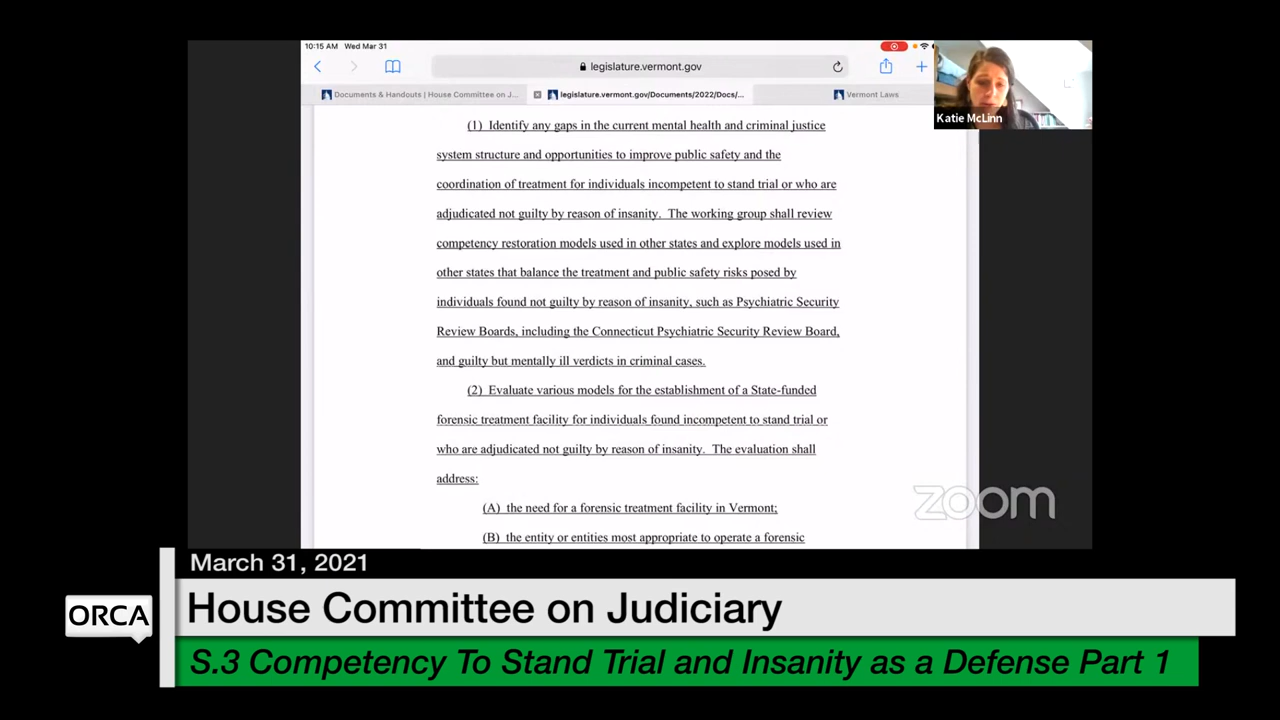 10:15 AM Wed Mar 31
legislature.vermont.gov
Documents & Handouts | House Committee on J...
legislature.vermont.gov/Documents/2022/Docs/...
Vermont Laws
Katie McLinn
(1) Identify any gaps in the current mental health and criminal justice
system structure and opportunities to improve public safety and the
coordination of treatment for individuals incompetent to stand trial or who are
adjudicated not guilty by reason of insanity. The working group shall review
competency restoration models used in other states and explore models used in
other states that balance the treatment and public safety risks posed by
individuals found not guilty by reason of insanity, such as Psychiatric Security
Review Boards, including the Connecticut Psychiatric Security Review Board,
and guilty but mentally ill verdicts in criminal cases.
(2) Evaluate various models for the establishment of a State-funded
forensic treatment facility for individuals found incompetent to stand trial or
who are adjudicated not guilty by reason of insanity. The evaluation shall
address:
(A) the need for a forensic treatment facility in Vermont;
(B) the entity or entities most appropriate to operate a forensic
zoom
March 31, 2021
ORCA
House Committee on Judiciary
S.3 Competency To Stand Trial and Insanity as a Defense Part 1